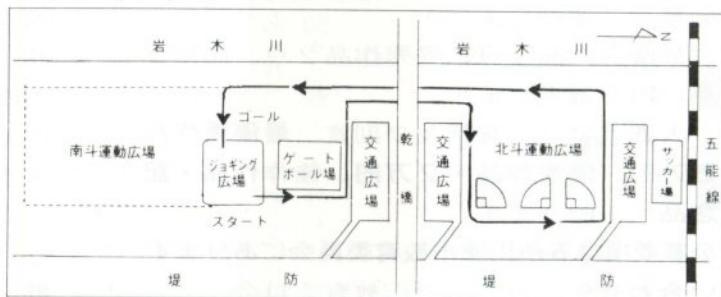 岩木川
岩木川
N
ゴール
南斗運動広場
ジョギング
広場
ゲート
ボール場
交通広場
乾橋
交通広場
北斗運動広場
交通広場
サッカー場
五能線
スタート
堤防
堤防